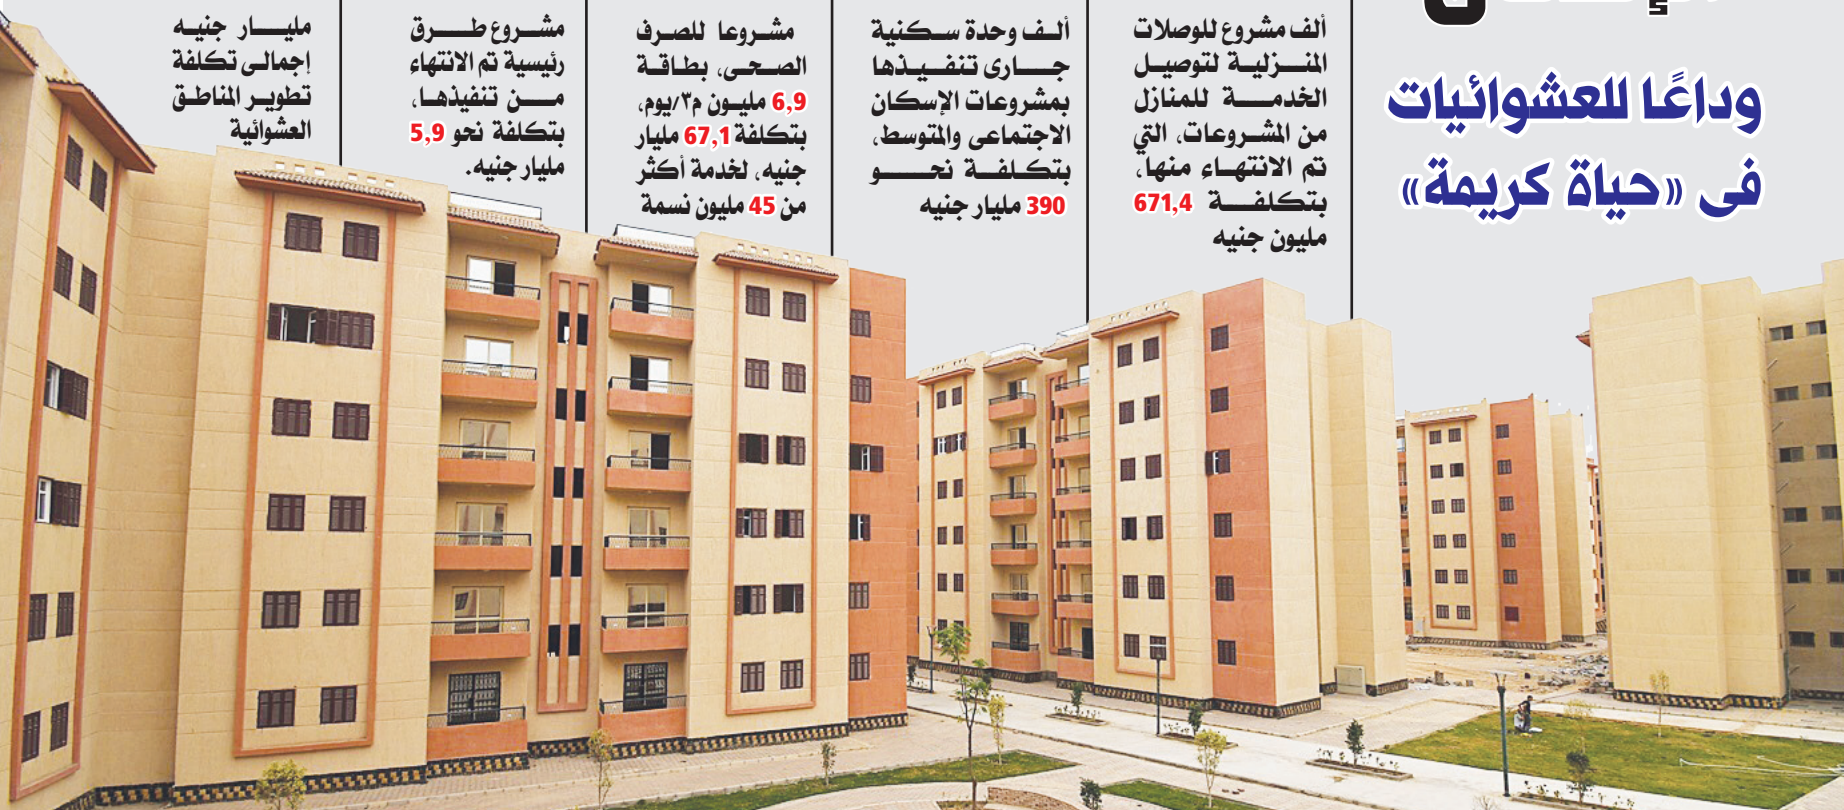 وداعًا للعشوائيات
فى «حياة كريمة»
ألف مشروع للوصلات
المنزلية لتوصيل
الخدمة للمنازل
من المشروعات، التي
تم الانتهاء منها،
بتكلفة 671,4
مليون جنيه
ألف وحدة سكنية
جارى تنفيذها
بمشروعات الإسكان
الاجتماعى والمتوسط،
بتكلفة نحو
390 مليار جنيه
مشروعا للصرف
الصحى، بطاقة
6,9 مليون م٣/يوم،
بتكلفة 67,1 مليار
جنيه، لخدمة أكثر
من 45 مليون نسمة
مشروع طرق
رئيسية تم الانتهاء
من تنفيذها،
بتكلفة نحو 5,9
مليار جنيه.
مليار جنيه
إجمالى تكلفة
تطوير المناطق
العشوائية